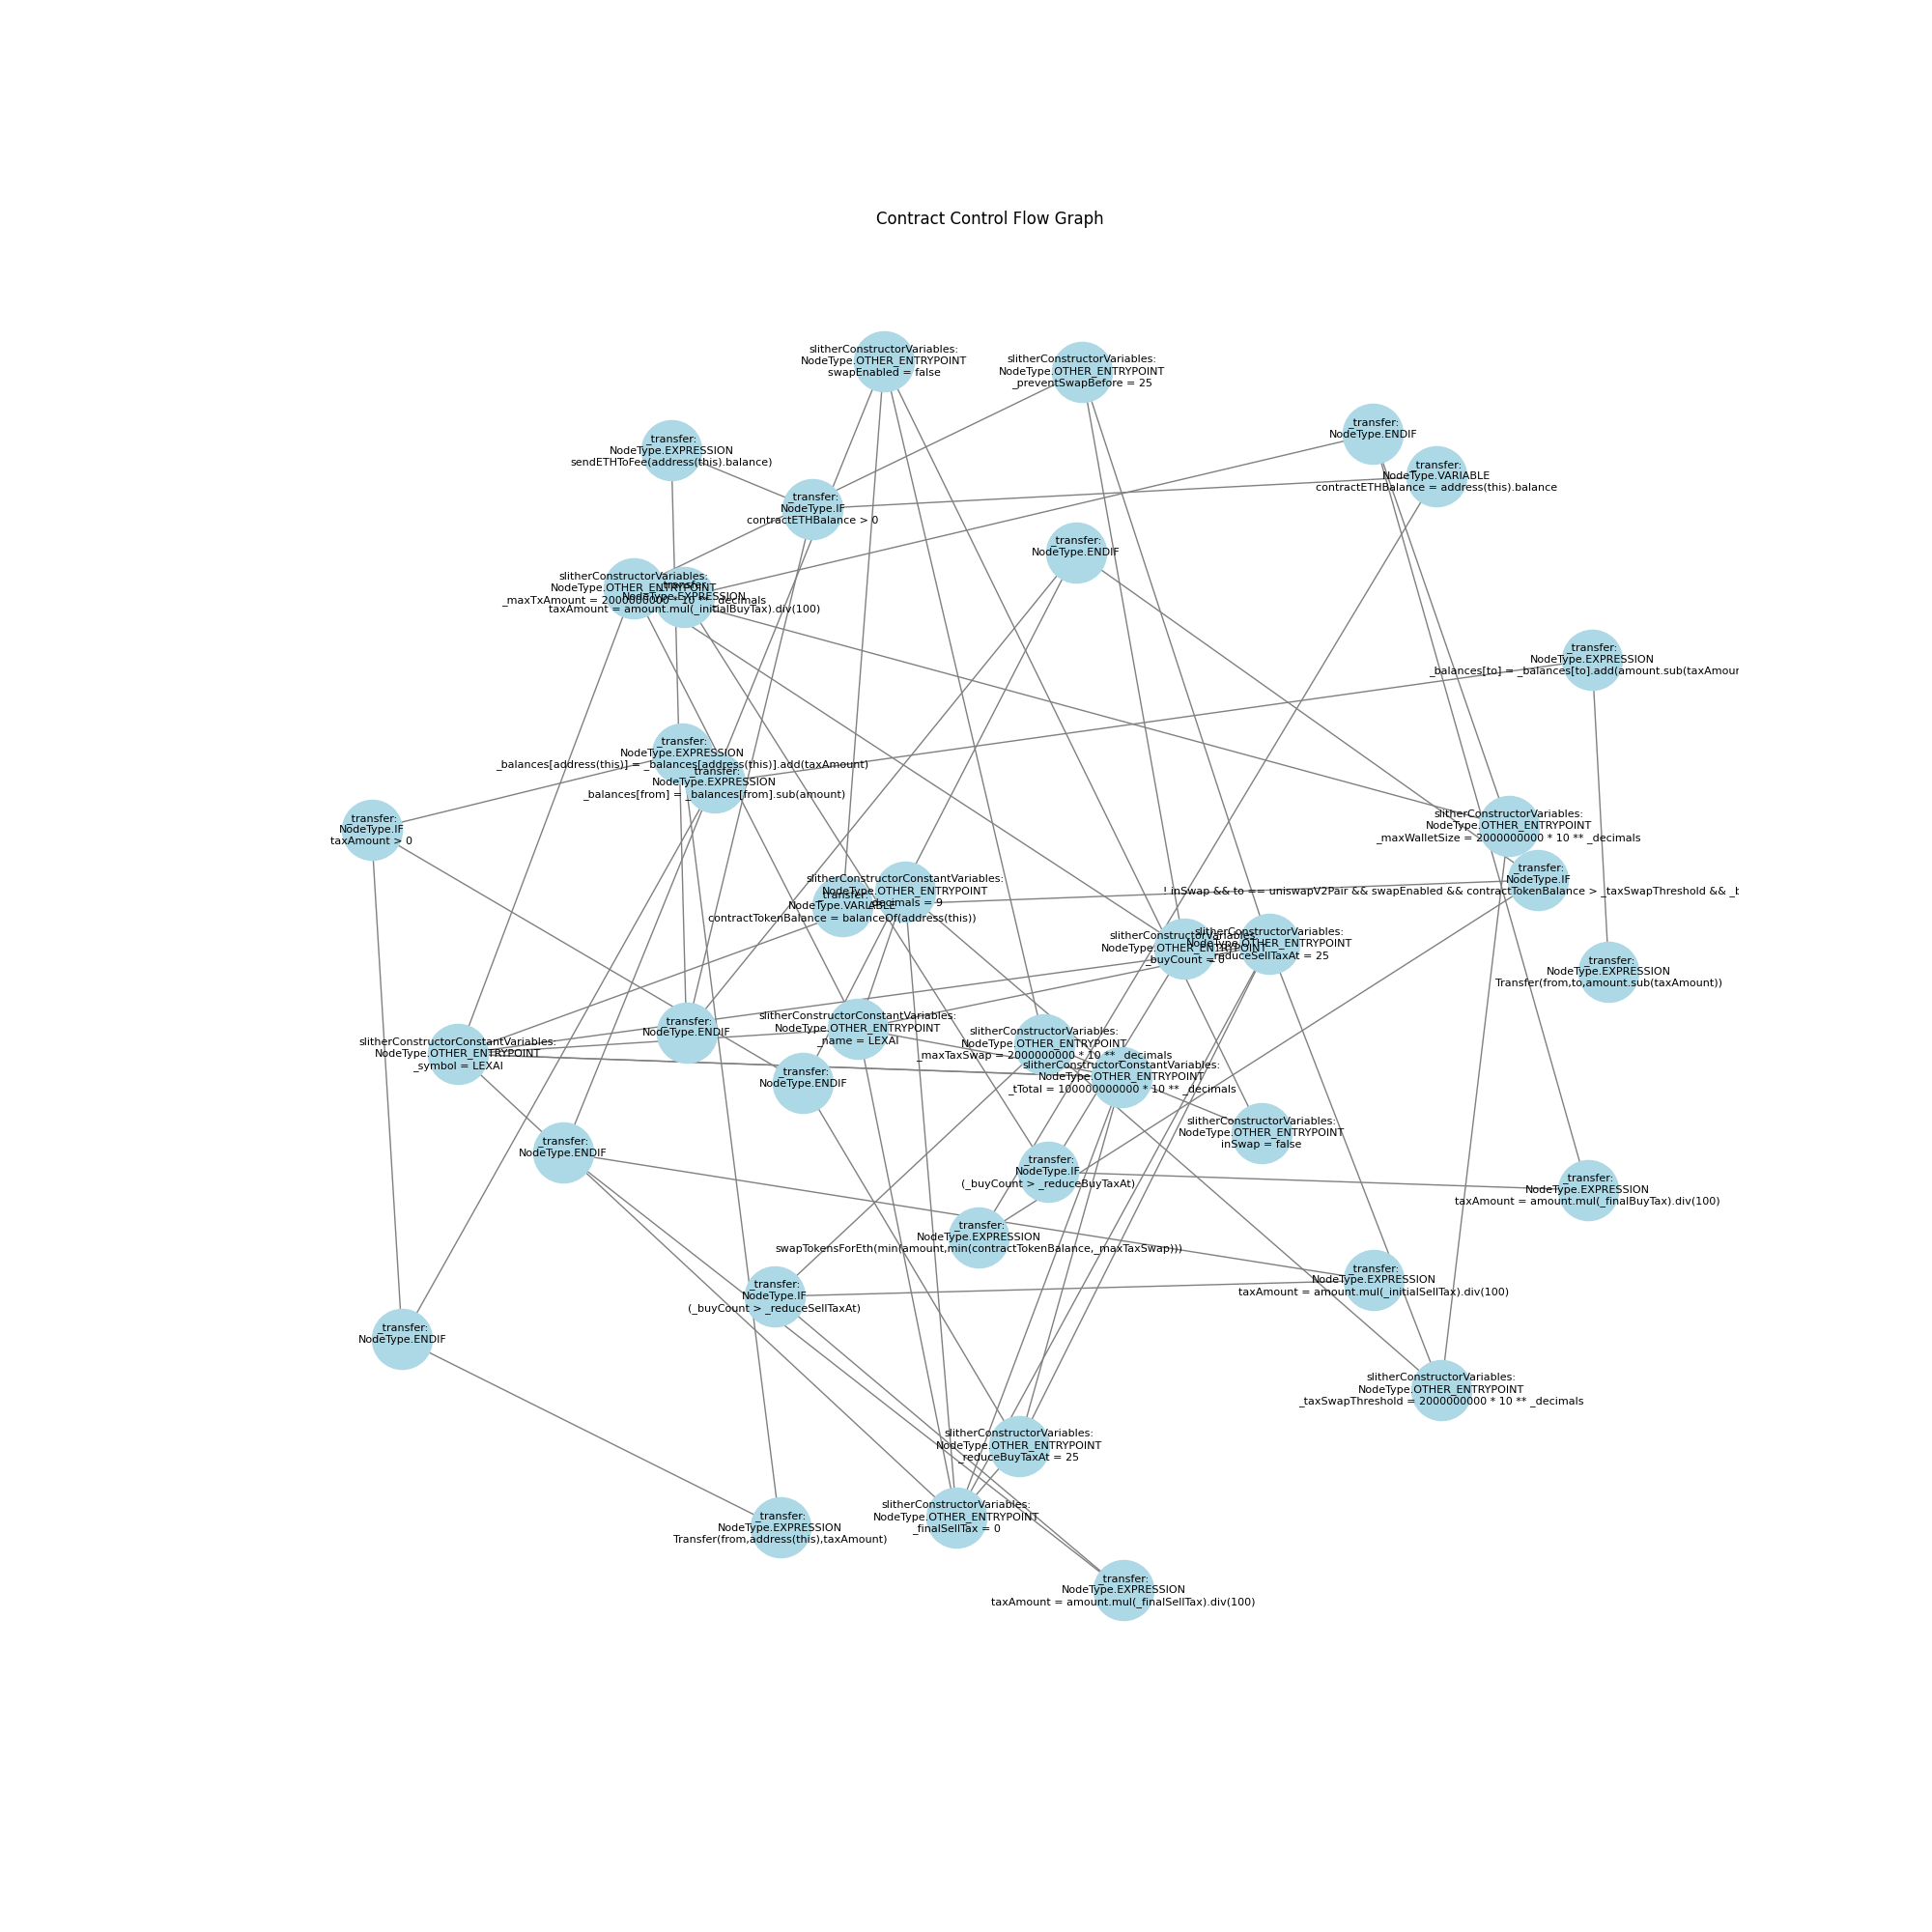 Contract Control Flow Graph
slitherConstructorVariables:
NodeType.OTHER_ENTRYPOINT
swapEnabled = false
slitherConstructorVariables:
NodeType.OTHER_ENTRYPOINT
_preventSwapBefore = 25
_transfer:
NodeType.ENDIF
_transfer:
NodeType.EXPRESSION
sendETHToFee(address(this).balance)
_transfer:
NodeType.VARIABLE
contractETHBalance = address(this).balance
_transfer:
NodeType.IF
contractETHBalance > 0
_transfer:
NodeType.ENDIF
slitherConstructorVariables:
NodeType.OTHER_ENTRYPOINT
_maxTxAmount = 2000000000 * 10 ** _decimals
_transfer:
NodeType.EXPRESSION
taxAmount = amount.mul(_initialBuyTax).div(100)
_transfer:
NodeType.EXPRESSION
_balances[to] = _balances[to].add(amount.sub(taxAmoun
_transfer:
NodeType.EXPRESSION
_balances[address(this)] = _balances[address(this)].add(taxAmount)
_transfer:
NodeType.EXPRESSION
_balances[from] = _balances[from].sub(amount)
_transfer:
NodeType.IF
taxAmount > 0
slitherConstructorVariables:
NodeType.OTHER_ENTRYPOINT
_maxWalletSize = 2000000000 * 10 ** _decimals
_transfer:
NodeType.IF
! inSwap && to == uniswapV2Pair && swapEnabled && contractTokenBalance > _taxSwapThreshold && _b
slitherConstructorConstantVariables:
NodeType.OTHER_ENTRYPOINT
_decimals = 9
_transfer:
NodeType.VARIABLE
contractTokenBalance = balanceOf(address(this))
slitherConstructorVariables:
NodeType.OTHER_ENTRYPOINT
_buyCount = 0
slitherConstructorVariables:
NodeType.OTHER_ENTRYPOINT
_reduceSellTaxAt = 25
_transfer:
NodeType.EXPRESSION
Transfer(from,to,amount.sub(taxAmount))
_transfer:
NodeType.ENDIF
slitherConstructorConstantVariables:
NodeType.OTHER_ENTRYPOINT
_name = LEXAI
slitherConstructorVariables:
NodeType.OTHER_ENTRYPOINT
_maxTaxSwap = 2000000000 * 10 ** _decimals
slitherConstructorConstantVariables:
NodeType.OTHER_ENTRYPOINT
_symbol = LEXAI
slitherConstructorConstantVariables:
NodeType.OTHER_ENTRYPOINT
_tTotal = 100000000000 * 10 ** _decimals
_transfer:
NodeType.ENDIF
slitherConstructorVariables:
NodeType.OTHER_ENTRYPOINT
inSwap = false
_transfer:
NodeType.ENDIF
_transfer:
NodeType.IF
(_buyCount > _reduceBuyTaxAt)
_transfer:
NodeType.EXPRESSION
taxAmount = amount.mul(_finalBuyTax).div(100)
_transfer:
NodeType.EXPRESSION
swapTokensForEth(min(amount,min(contractTokenBalance,_maxTaxSwap)))
_transfer:
NodeType.EXPRESSION
taxAmount = amount.mul(_initialSellTax).div(100)
_transfer:
NodeType.IF
(_buyCount > _reduceSellTaxAt)
_transfer:
NodeType.ENDIF
slitherConstructorVariables:
NodeType.OTHER_ENTRYPOINT
_taxSwapThreshold = 2000000000 * 10 ** _decimals
slitherConstructorVariables:
NodeType.OTHER_ENTRYPOINT
_reduceBuyTaxAt = 25
slitherConstructorVariables:
NodeType.OTHER_ENTRYPOINT
_finalSellTax = 0
_transfer:
NodeType.EXPRESSION
Transfer(from,address(this),taxAmount)
_transfer:
NodeType.EXPRESSION
taxAmount = amount.mul(_finalSellTax).div(100)